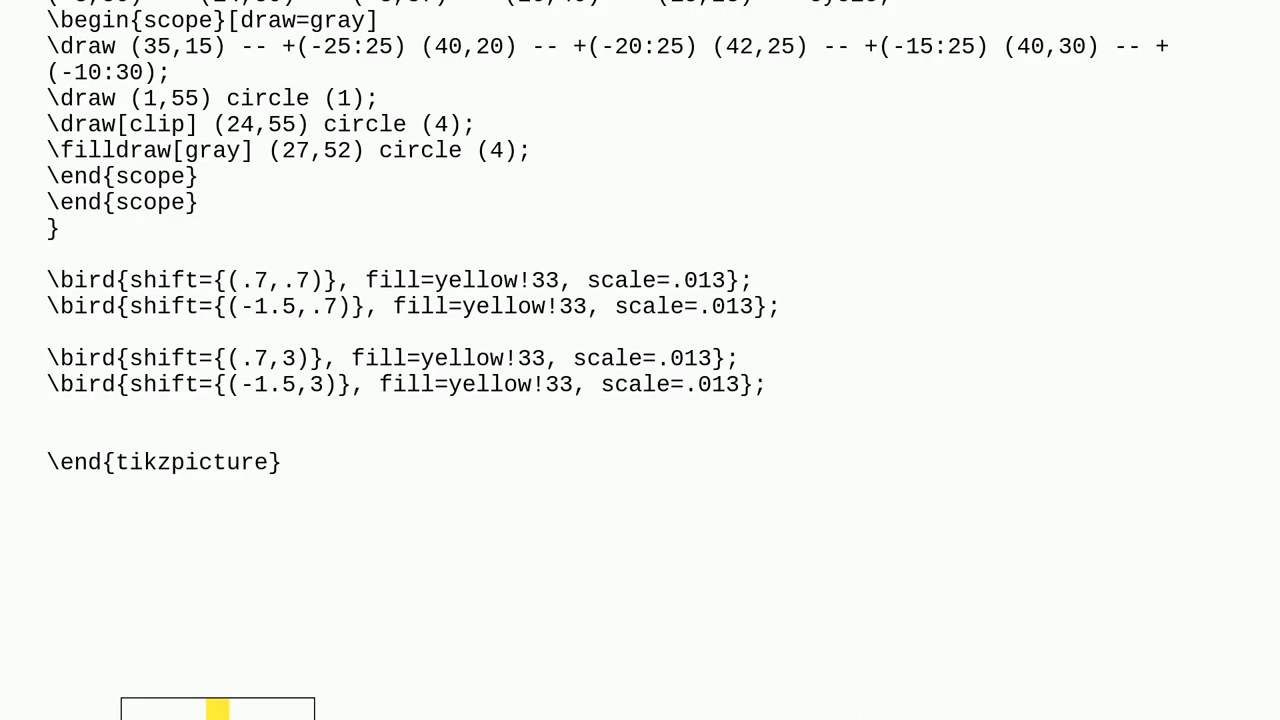 \begin{scope}[draw=gray]
\draw (35,15) -- +(-25:25) (40,20) -- +(-20:25) (42,25) -- +(-15:25) (40,30) -- +
(-10:30);
\draw (1,55) circle (1);
\draw[clip] (24,55) circle (4);
\filldraw[gray] (27,52) circle (4);
\end{scope}
\end{scope}
}
\bird{shift={(.7,.7)}, fill=yellow!33, scale=.013};
\bird{shift={(-1.5,.7)}, fill=yellow!33, scale=.013};
\bird{shift={(.7,3)}, fill=yellow!33, scale=.013};
\bird{shift={(-1.5,3)}, fill=yellow!33, scale=.013};
\end{tikzpicture}